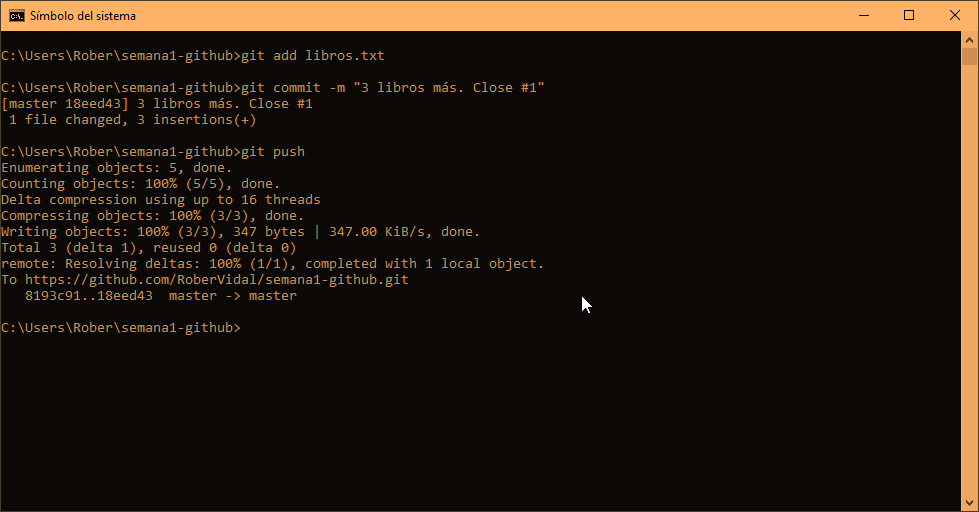 Símbolo del sistema
C:\Users\Rober\semana1-github>git add libros.txt
C:\Users\Rober\semana1-github>git commit -m "3 libros más. Close #1"
[master 18eed43] 3 libros más. Close #1
 1 file changed, 3 insertions(+)
C:\Users\Rober\semana1-github>git push
Enumerating objects: 5, done.
Counting objects: 100% (5/5), done.
Delta compression using up to 16 threads
Compressing objects: 100% (3/3), done.
Writing objects: 100% (3/3), 347 bytes | 347.00 KiB/s, done.
Total 3 (delta 1), reused 0 (delta 0)
remote: Resolving deltas: 100% (1/1), completed with 1 local object.
To https://github.com/RoberVidal/semana1-github.git
   8193c91..18eed43  master -> master
C:\Users\Rober\semana1-github>